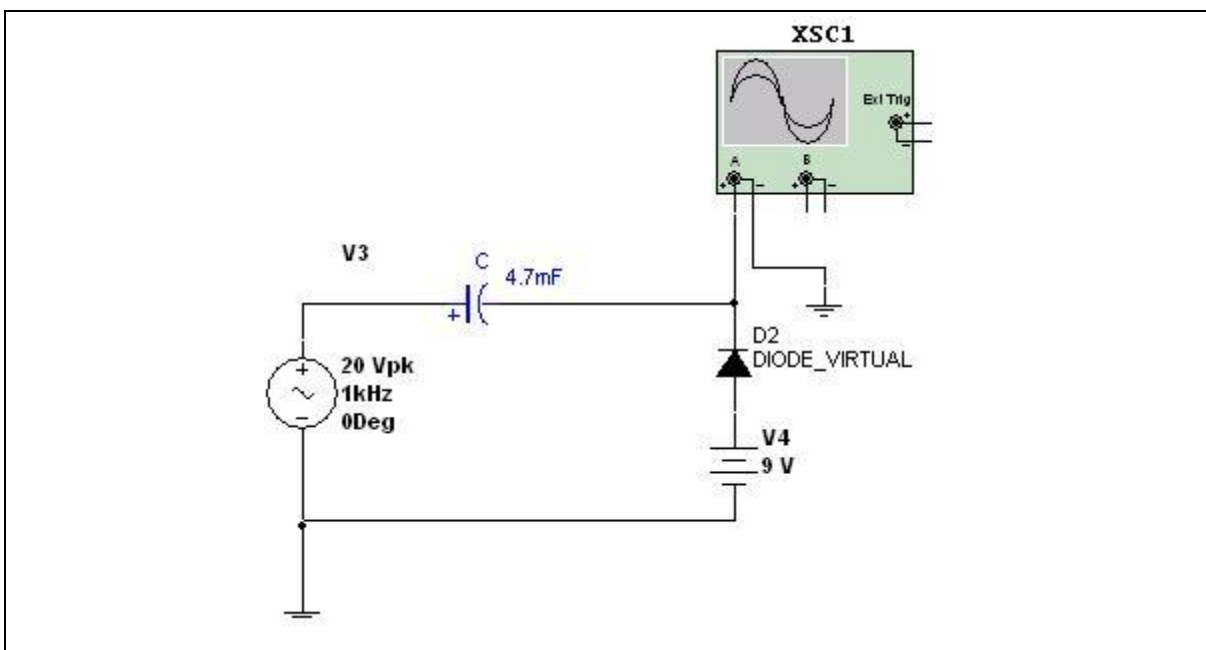 XSC1
Ext Trig
+
−
A
B
+
−
+
−
V3
C
4.7mF
+
D2
DIODE_VIRTUAL
+
20 Vpk
1kHz
0Deg
−
V4
9 V